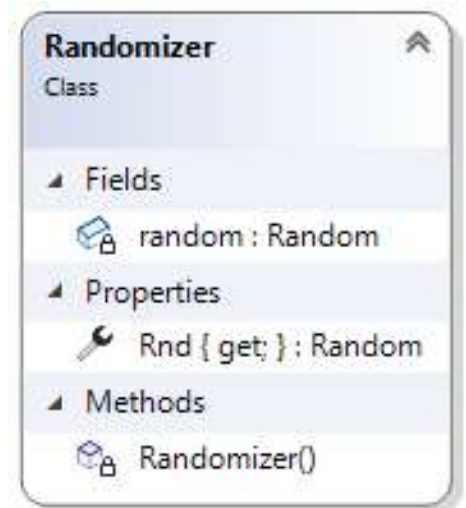 Randomizer
Class
Fields
random : Random
Properties
Rnd { get; } : Random
Methods
Randomizer()